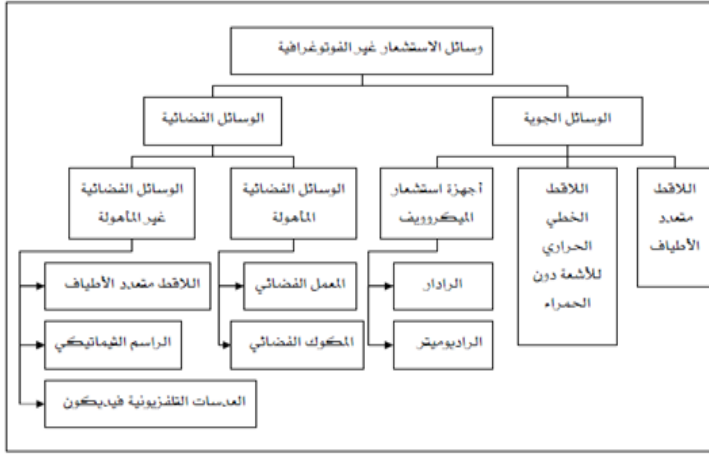 وسائل الاستشعار غير الفوتوغرافية
الوسائل الجوية
الوسائل الفضائية
اللاقط
متعدد
الأطياف
اللاقط
الخطي
الحراري
للأشعة دون
الحمراء
أجهزة استشعار
الميكروويف
الوسائل الفضائية
المأهولة
الوسائل الفضائية
غير المأهولة
الرادار
المعمل الفضائي
اللاقط متعدد الأطياف
الراديوميتر
المكوك الفضائي
الراسم الثيماتيكي
العدسات التلفزيونية فيديكون